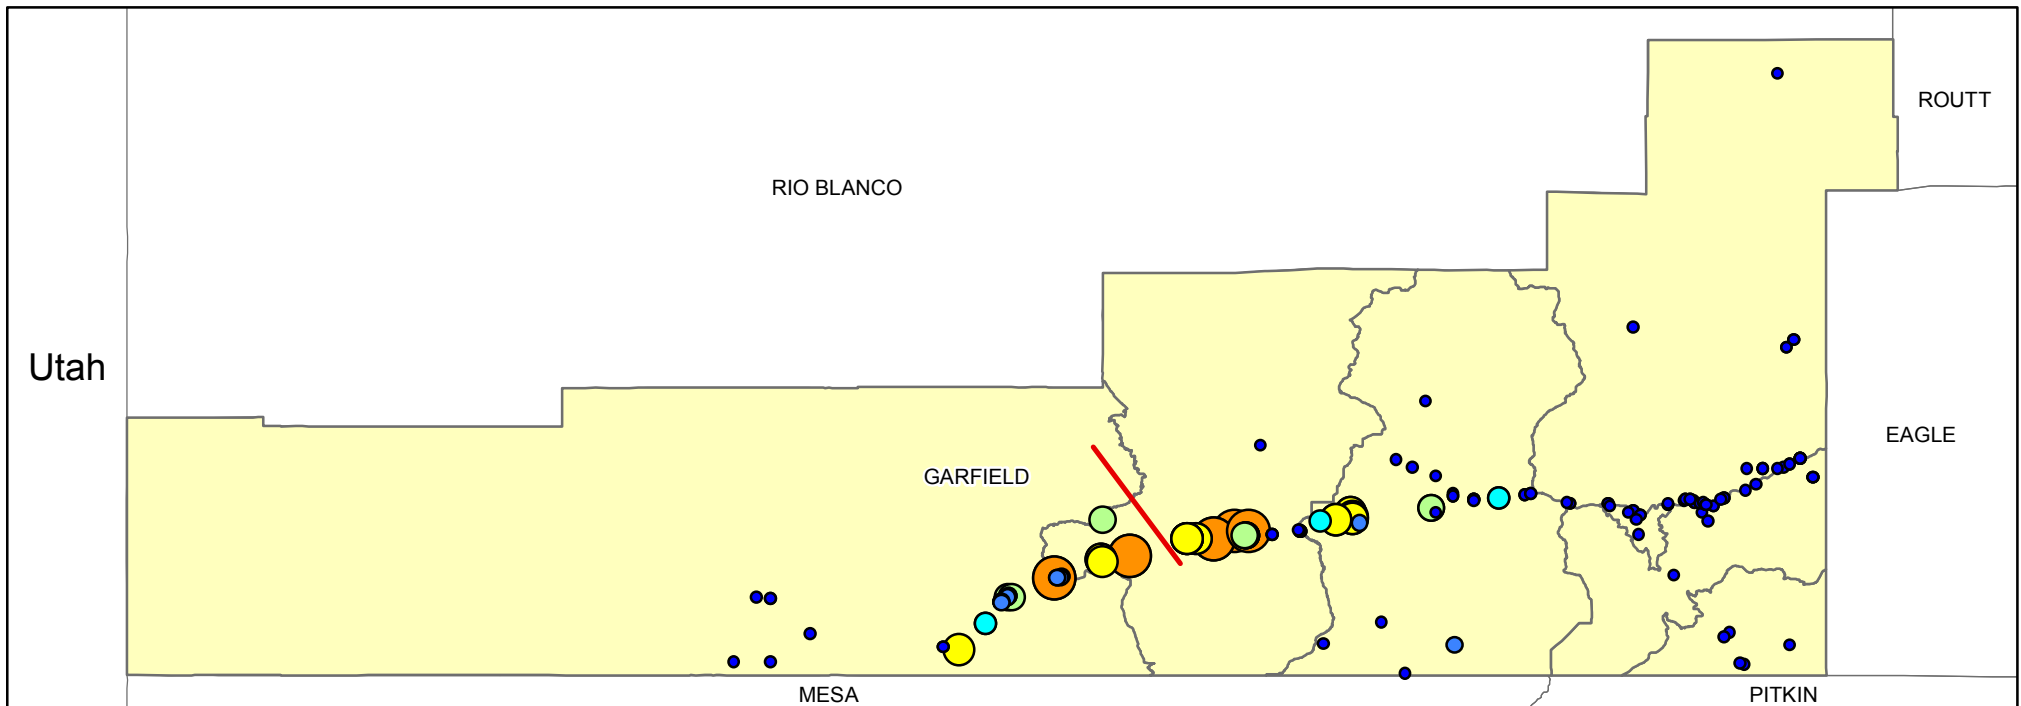 ROUTT
RIO BLANCO
Utah
EAGLE
GARFIELD
MESA
PITKIN